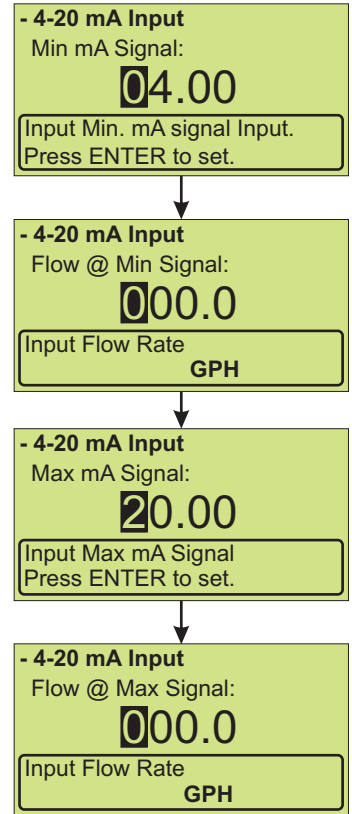 - 4-20 mA Input
Min mA Signal:
04.00
Input Min. mA signal Input.
Press ENTER to set.
- 4-20 mA Input
Flow @ Min Signal:
000.0
Input Flow Rate
GPH
- 4-20 mA Input
Max mA Signal:
20.00
Input Max mA Signal
Press ENTER to set.
- 4-20 mA Input
Flow @ Max Signal:
000.0
Input Flow Rate
GPH